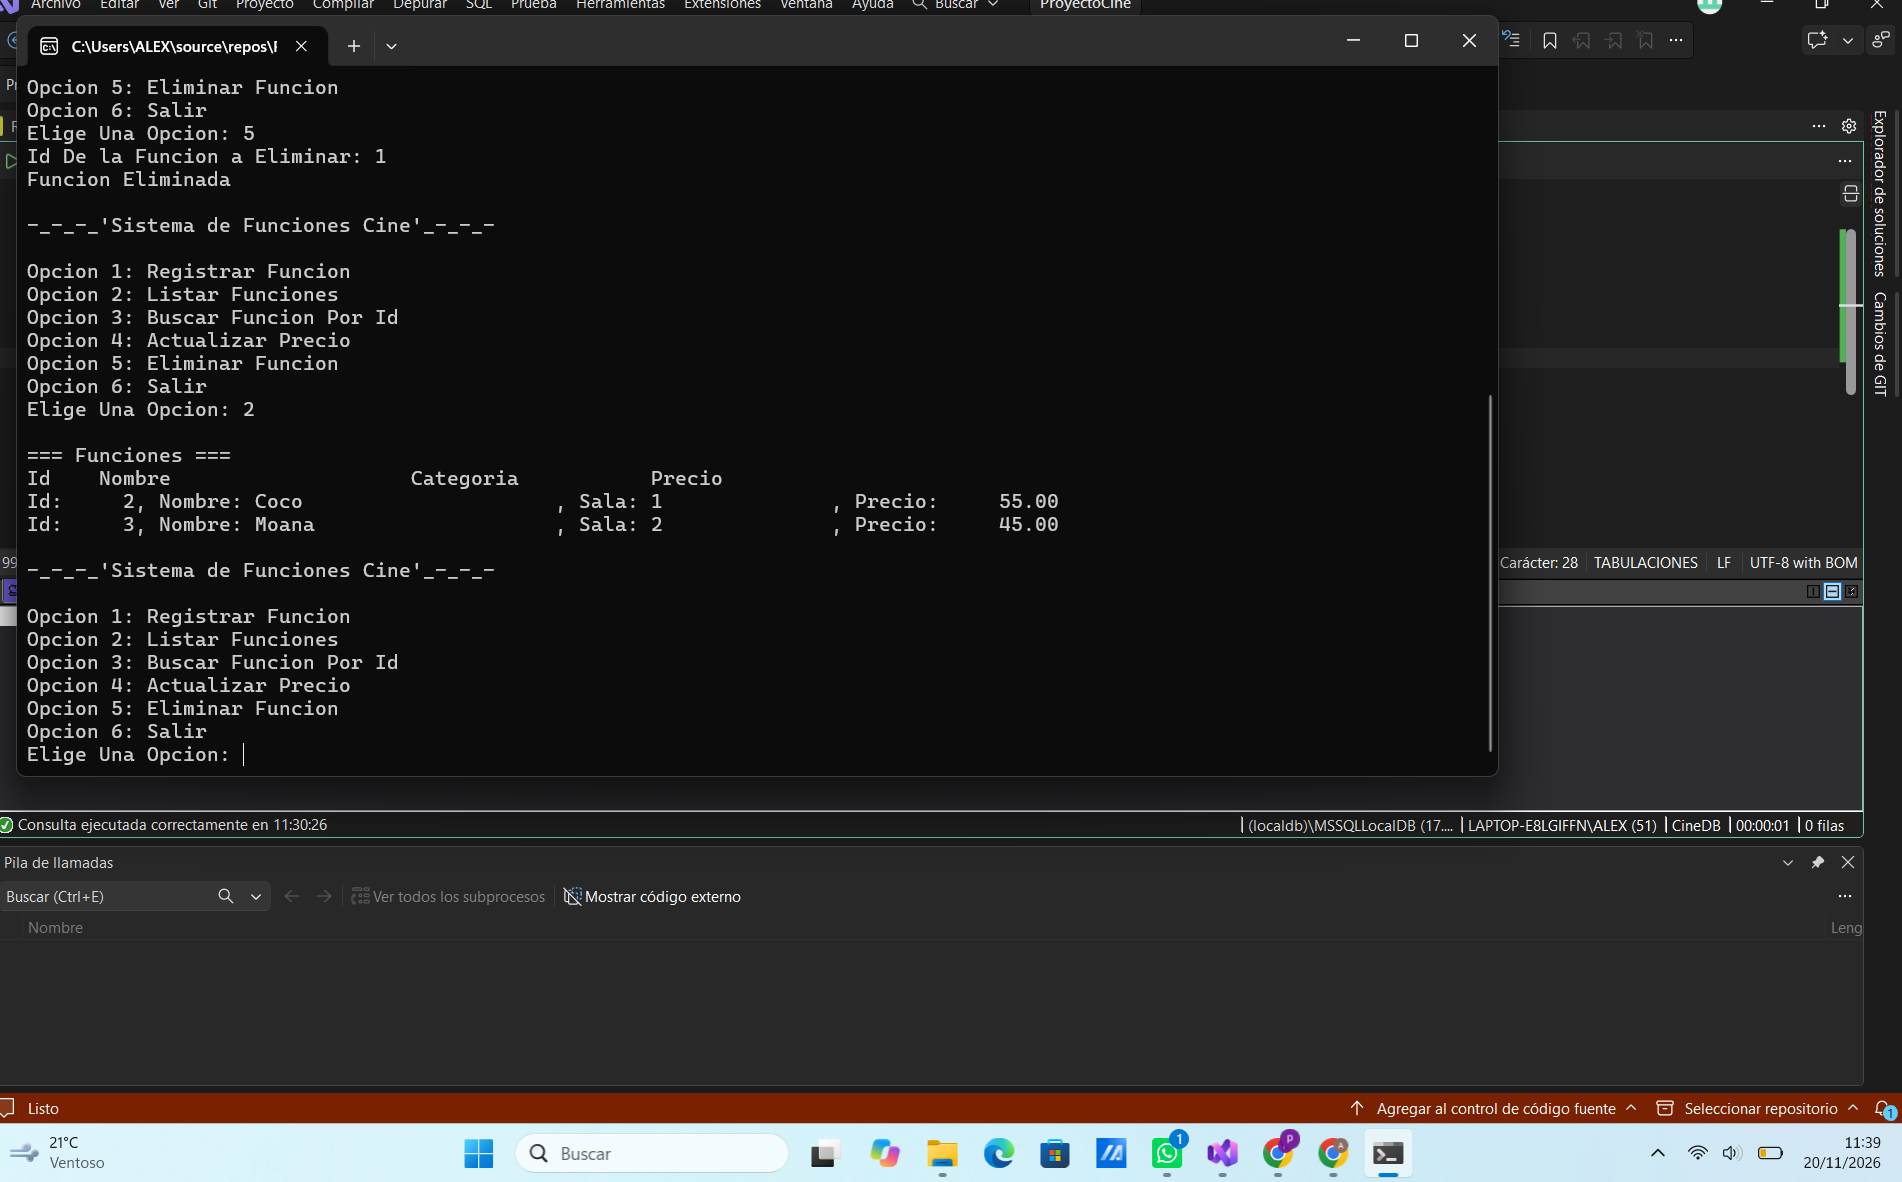 Archivo Editar Ver Git Proyecto Compilar Depurar SQL Prueba Herramientas Extensiones Ventana Ayuda Buscar ProyectoCine
C:\Users\ALEX\source\repos\F
Opcion 5: Eliminar Funcion
Opcion 6: Salir
Elige Una Opcion: 5
Id De la Funcion a Eliminar: 1
Funcion Eliminada
-_-_-_'Sistema de Funciones Cine'_-_-_-
Opcion 1: Registrar Funcion
Opcion 2: Listar Funciones
Opcion 3: Buscar Funcion Por Id
Opcion 4: Actualizar Precio
Opcion 5: Eliminar Funcion
Opcion 6: Salir
Elige Una Opcion: 2
=== Funciones ===
Id Nombre Categoria Precio
Id: 2, Nombre: Coco , Sala: 1 , Precio: 55.00
Id: 3, Nombre: Moana , Sala: 2 , Precio: 45.00
-_-_-_'Sistema de Funciones Cine'_-_-_-
Opcion 1: Registrar Funcion
Opcion 2: Listar Funciones
Opcion 3: Buscar Funcion Por Id
Opcion 4: Actualizar Precio
Opcion 5: Eliminar Funcion
Opcion 6: Salir
Elige Una Opcion:
Explorador de soluciones
Cambios de GIT
99
Carácter: 28 TABULACIONES LF UTF-8 with BOM
Consulta ejecutada correctamente en 11:30:26
(localdb)\MSSQLLocalDB (17.... LAPTOP-E8LGIFFN\ALEX (51) CineDB 00:00:01 0 filas
Pila de llamadas
Buscar (Ctrl+E) Ver todos los subprocesos Mostrar código externo
Nombre Leng
Listo
Agregar al control de código fuente Seleccionar repositorio 1
21°C
Ventoso
Buscar
1
P
A
11:39
20/11/2026